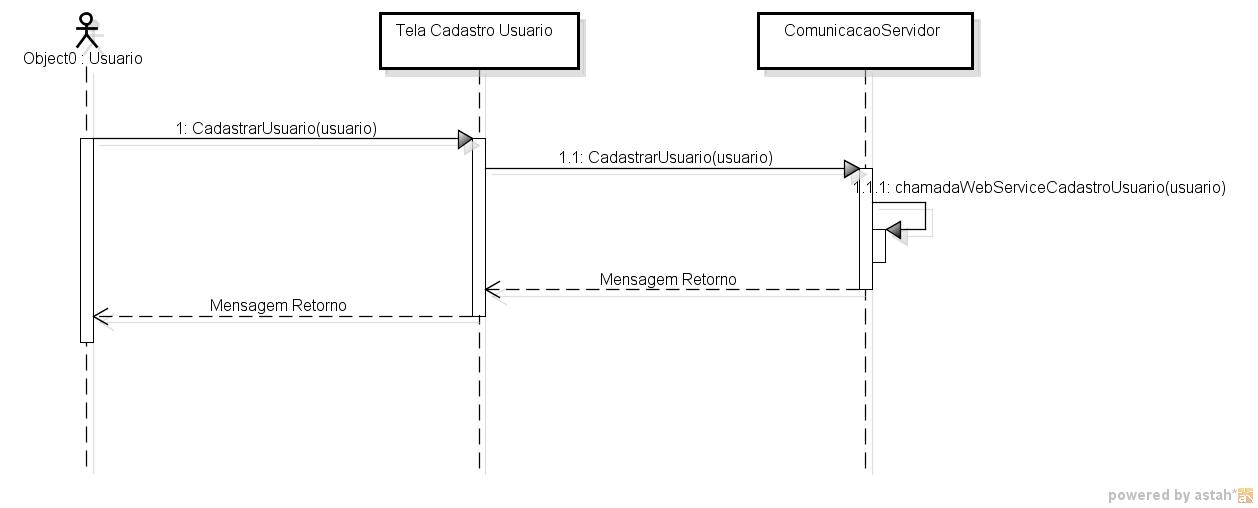 Object0 : Usuario
Tela Cadastro Usuario
ComunicacaoServidor
1: CadastrarUsuario(usuario)
1.1: CadastrarUsuario(usuario)
1.1.1: chamadaWebServiceCadastroUsuario(usuario)
Mensagem Retorno
Mensagem Retorno
powered by astah*